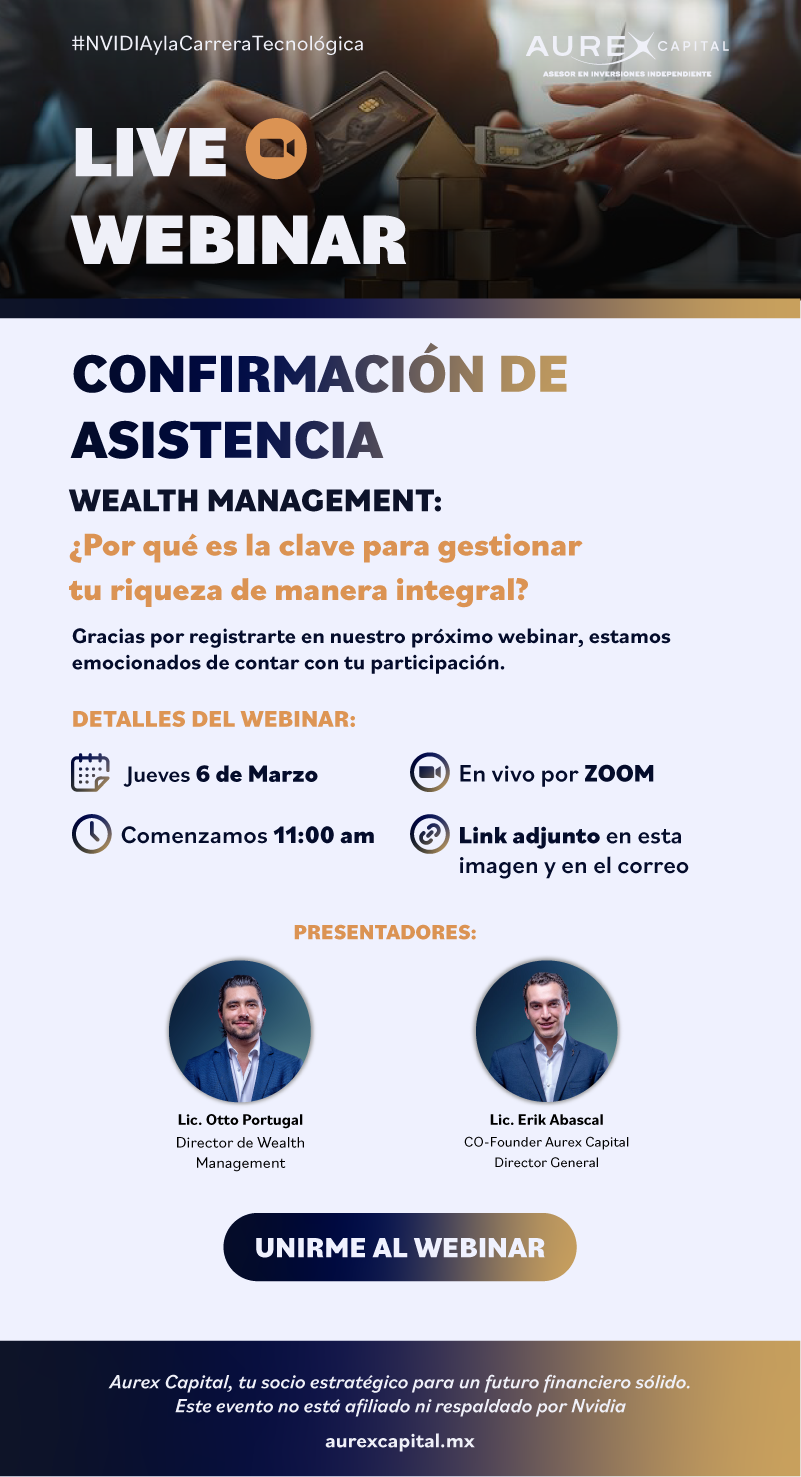 #NVIDIAylaCarreraTecnológica
AUREX CAPITAL
ASESOR EN INVERSIONES INDEPENDIENTE
LIVE
WEBINAR
CONFIRMACIÓN DE
ASISTENCIA
WEALTH MANAGEMENT:
¿Por qué es la clave para gestionar
tu riqueza de manera integral?
Gracias por registrarte en nuestro próximo webinar, estamos
emocionados de contar con tu participación.
DETALLES DEL WEBINAR:
Jueves 6 de Marzo
En vivo por ZOOM
Comenzamos 11:00 am
Link adjunto en esta
imagen y en el correo
PRESENTADORES:
Lic. Otto Portugal
Director de Wealth
Management
Lic. Erik Abascal
CO-Founder Aurex Capital
Director General
UNIRME AL WEBINAR
Aurex Capital, tu socio estratégico para un futuro financiero sólido.
Este evento no está afiliado ni respaldado por Nvidia
aurexcapital.mx